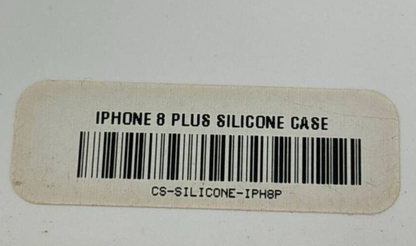 IPHONE 8 PLUS SILICONE CASE
CS-SILICONE-IPH8P